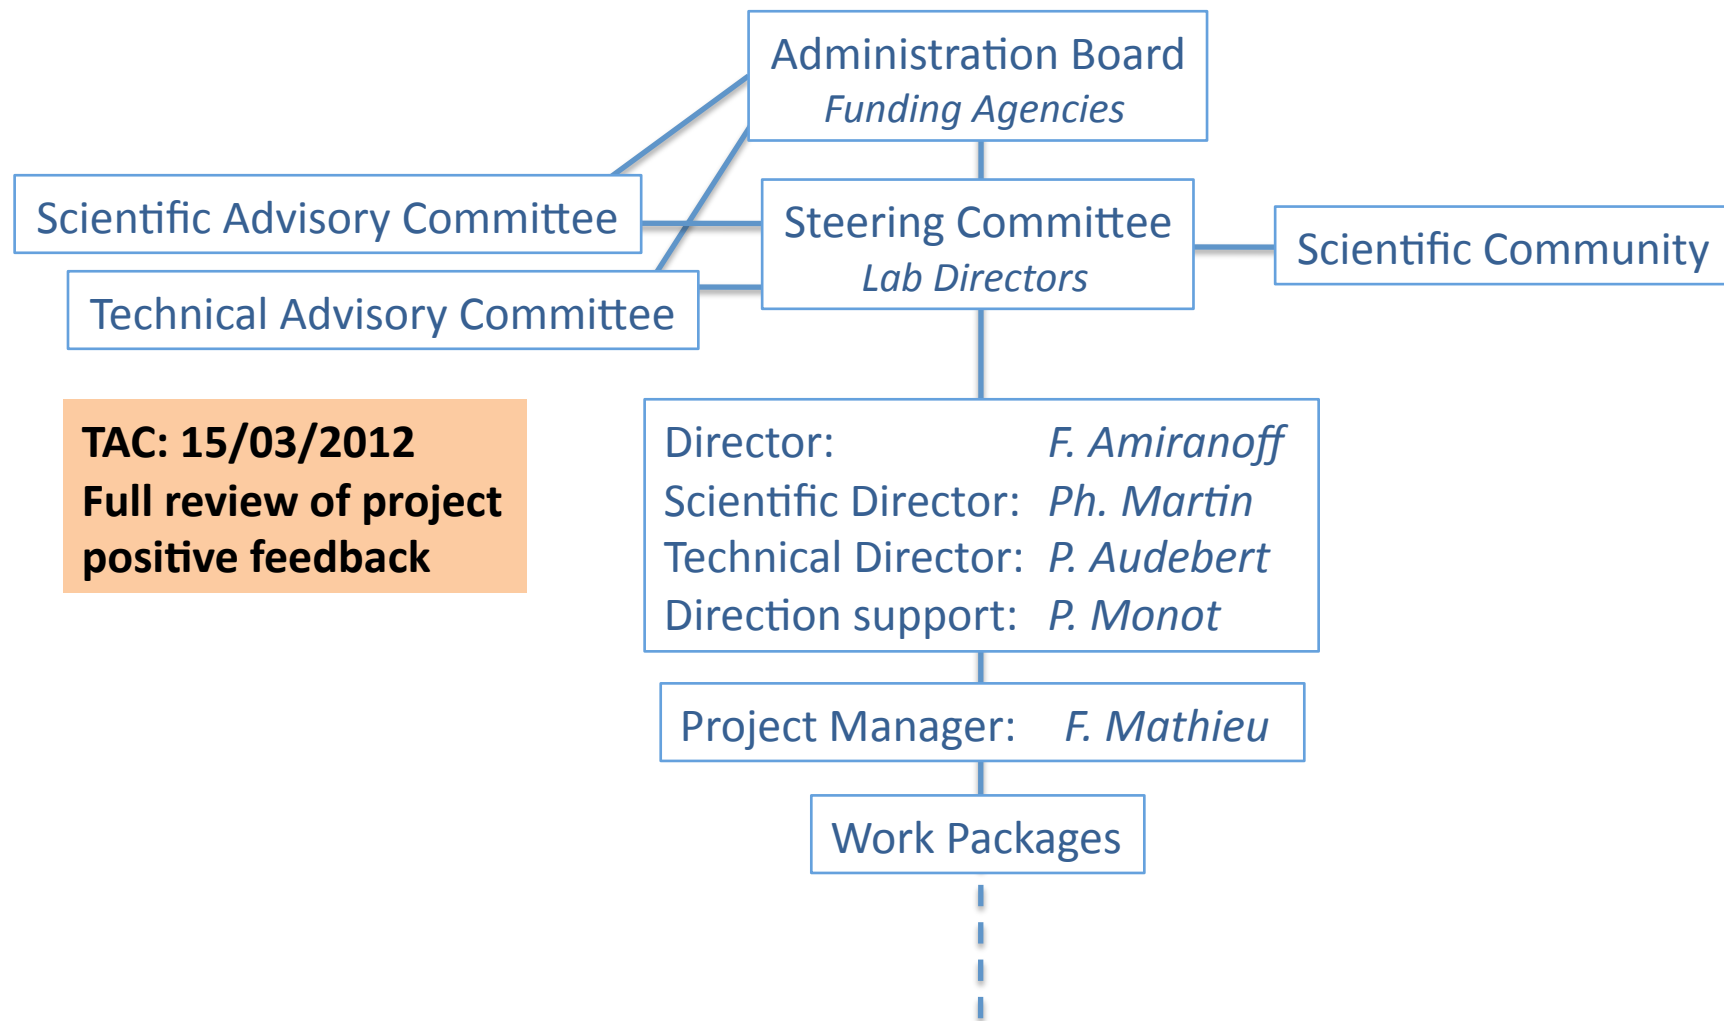 Administration Board
Funding Agencies
Scientific Advisory Committee
Steering Committee
Lab Directors
Scientific Community
Technical Advisory Committee
TAC: 15/03/2012
Full review of project
positive feedback
Director: F. Amiranoff
Scientific Director: Ph. Martin
Technical Director: P. Audebert
Direction support: P. Monot
Project Manager: F. Mathieu
Work Packages